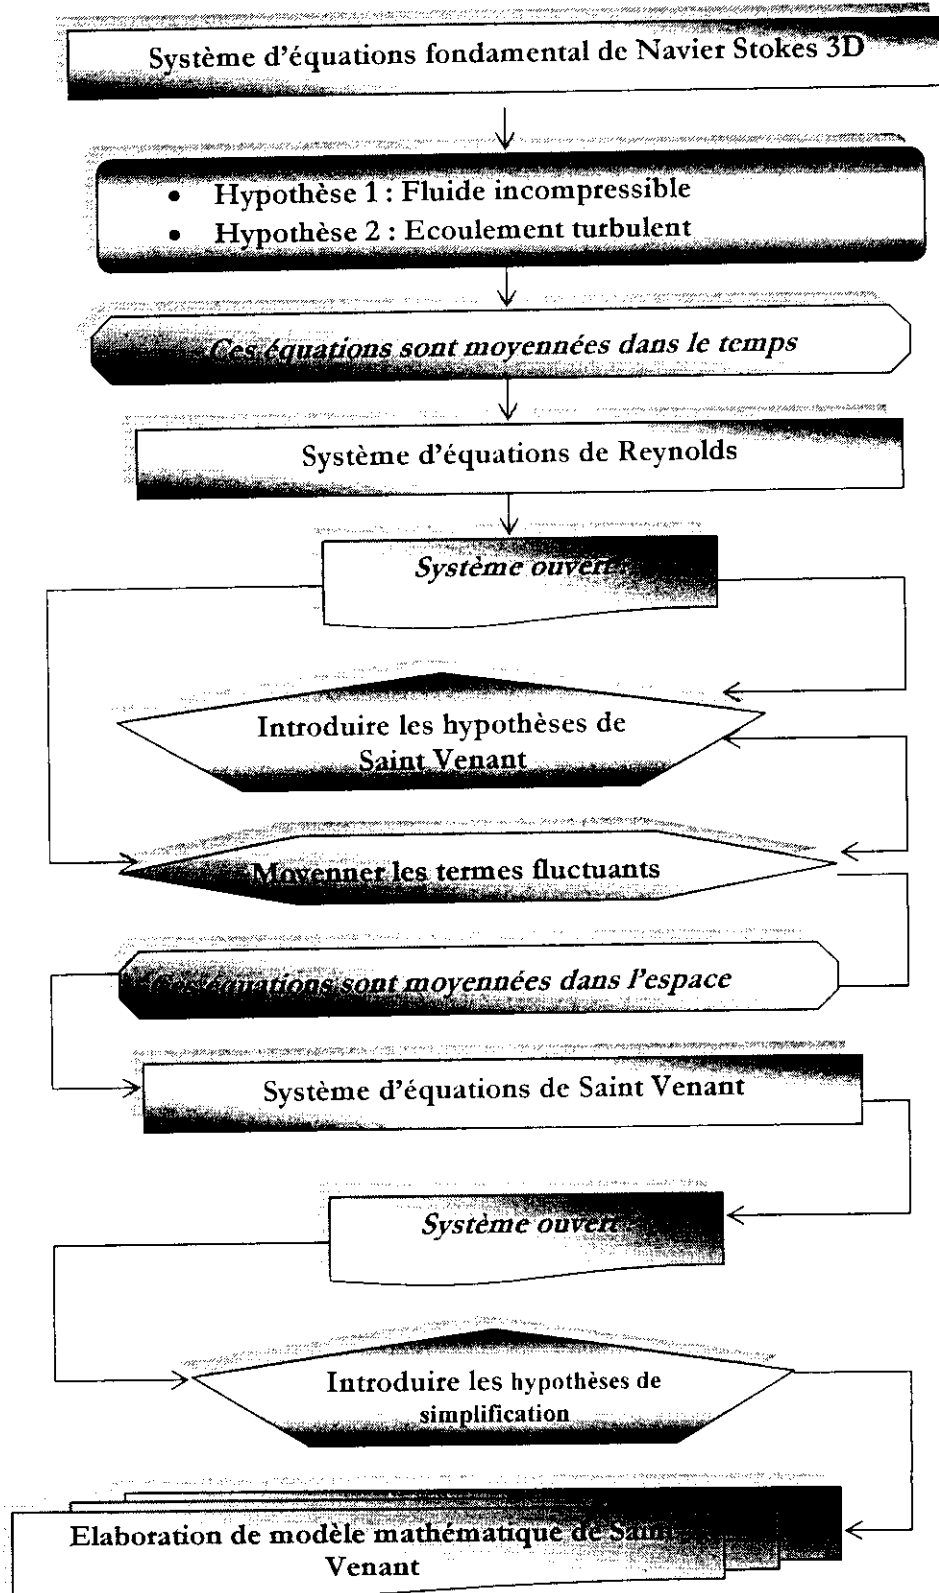 Système d'équations fondamental de Navier Stokes 3D
• Hypothèse 1 : Fluide incompressible
• Hypothèse 2 : Ecoulement turbulent
Ces équations sont moyennées dans le temps
Système d'équations de Reynolds
Système ouvert
Introduire les hypothèses de
Saint Venant
Moyenner les termes fluctuants
Ces équations sont moyennées dans l'espace
Système d'équations de Saint Venant
Système ouvert
Introduire les hypothèses de
simplification
Elaboration de modèle mathématique de Saint
Venant